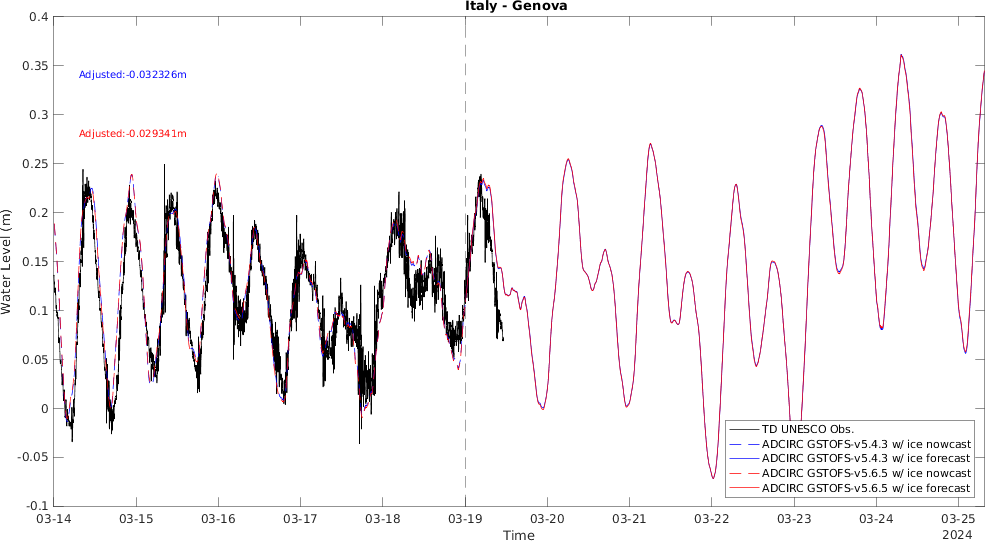 Italy - Genova
0.4
0.35
0.3
0.25
0.2
0.15
0.1
0.05
0
-0.05
-0.1
Water Level (m)
Adjusted:-0.032326m
Adjusted:-0.029341m
TD UNESCO Obs.
ADCIRC GSTOFS-v5.4.3 w/ ice nowcast
ADCIRC GSTOFS-v5.4.3 w/ ice forecast
ADCIRC GSTOFS-v5.6.5 w/ ice nowcast
ADCIRC GSTOFS-v5.6.5 w/ ice forecast
03-14 03-15 03-16 03-17 03-18 03-19 03-20 03-21 03-22 03-23 03-24 03-25
Time
2024